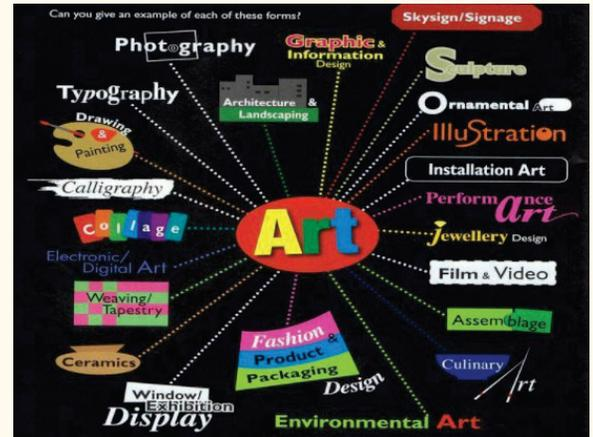 Can you give an example of each of these forms?
Skysign/Signage
Photography
Graphic &
Information
Design
Sculpture
Typography
Architecture &
Landscaping
Ornamental Art
Drawing
&
Painting
IlluStration
Installation Art
Calligraphy
Performance
art
Collage
Art
Jewellery Design
Electronic/
Digital Art
Film & Video
Weaving/
Tapestry
Assemblage
Fashion &
Product
Packaging
Design
Ceramics
Culinary
Art
Window/
Exhibition
Display
Environmental Art